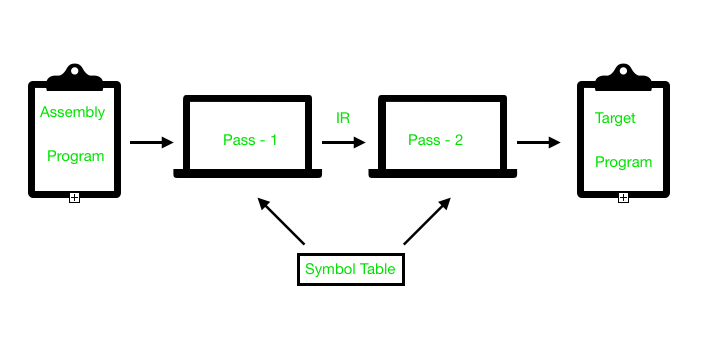 Assembly
Program
Pass - 1
IR
Pass - 2
Target
Program
Symbol Table